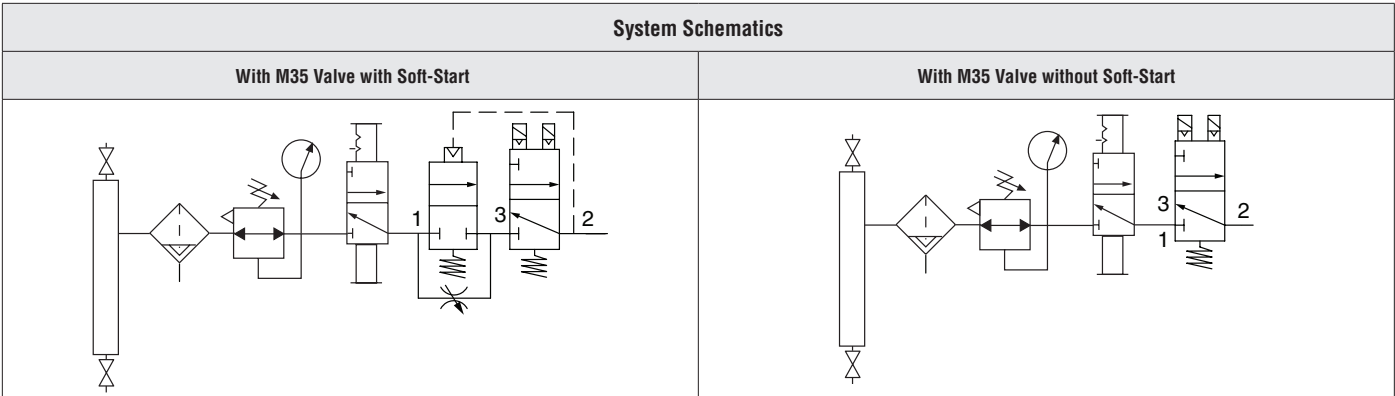 System Schematics
With M35 Valve with Soft-Start
With M35 Valve without Soft-Start
1 3 2
3 2
1